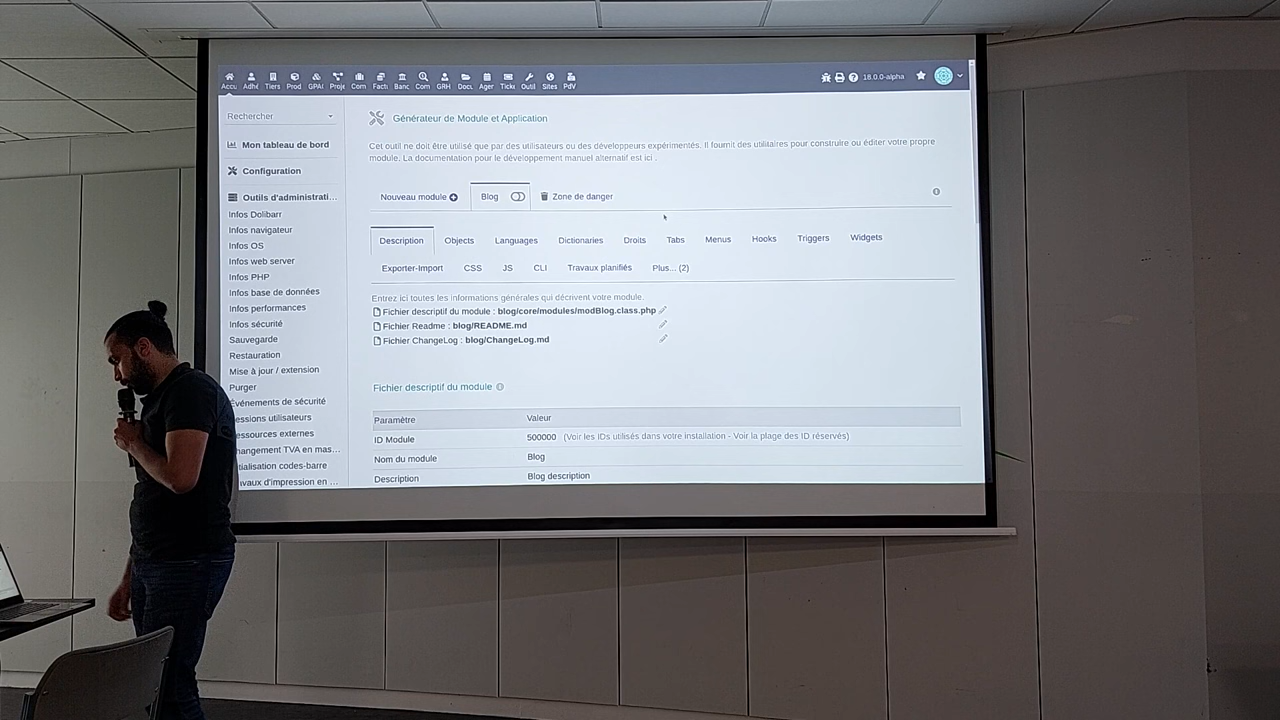 Accu Adhé Tiers Prod GPAO Proje Com Factu Banq Com GRH Docu Agen Ticke Outil Sites PdV 18.0.0-alpha
Rechercher
Mon tableau de bord
Configuration
Outils d'administrati...
Infos Dolibarr
Infos navigateur
Infos OS
Infos web server
Infos PHP
Infos base de données
Infos performances
Infos sécurité
Sauvegarde
Restauration
Mise à jour / extension
Purger
Événements de sécurité
essions utilisateurs
essources externes
hangement TVA en mas...
itialisation codes-barre
avaux d'impression en ...
Générateur de Module et Application
Cet outil ne doit être utilisé que par des utilisateurs ou des développeurs expérimentés. Il fournit des utilitaires pour construire ou éditer votre propre
module. La documentation pour le développement manuel alternatif est ici .
Nouveau module Blog Zone de danger
Description Objects Languages Dictionaries Droits Tabs Menus Hooks Triggers Widgets
Exporter-Import CSS JS CLI Travaux planifiés Plus... (2)
Entrez ici toutes les informations générales qui décrivent votre module.
Fichier descriptif du module : blog/core/modules/modBlog.class.php
Fichier Readme : blog/README.md
Fichier ChangeLog : blog/ChangeLog.md
Fichier descriptif du module
Paramètre Valeur
ID Module 500000 (Voir les IDs utilisés dans votre installation - Voir la plage des ID réservés)
Nom du module Blog
Description Blog description